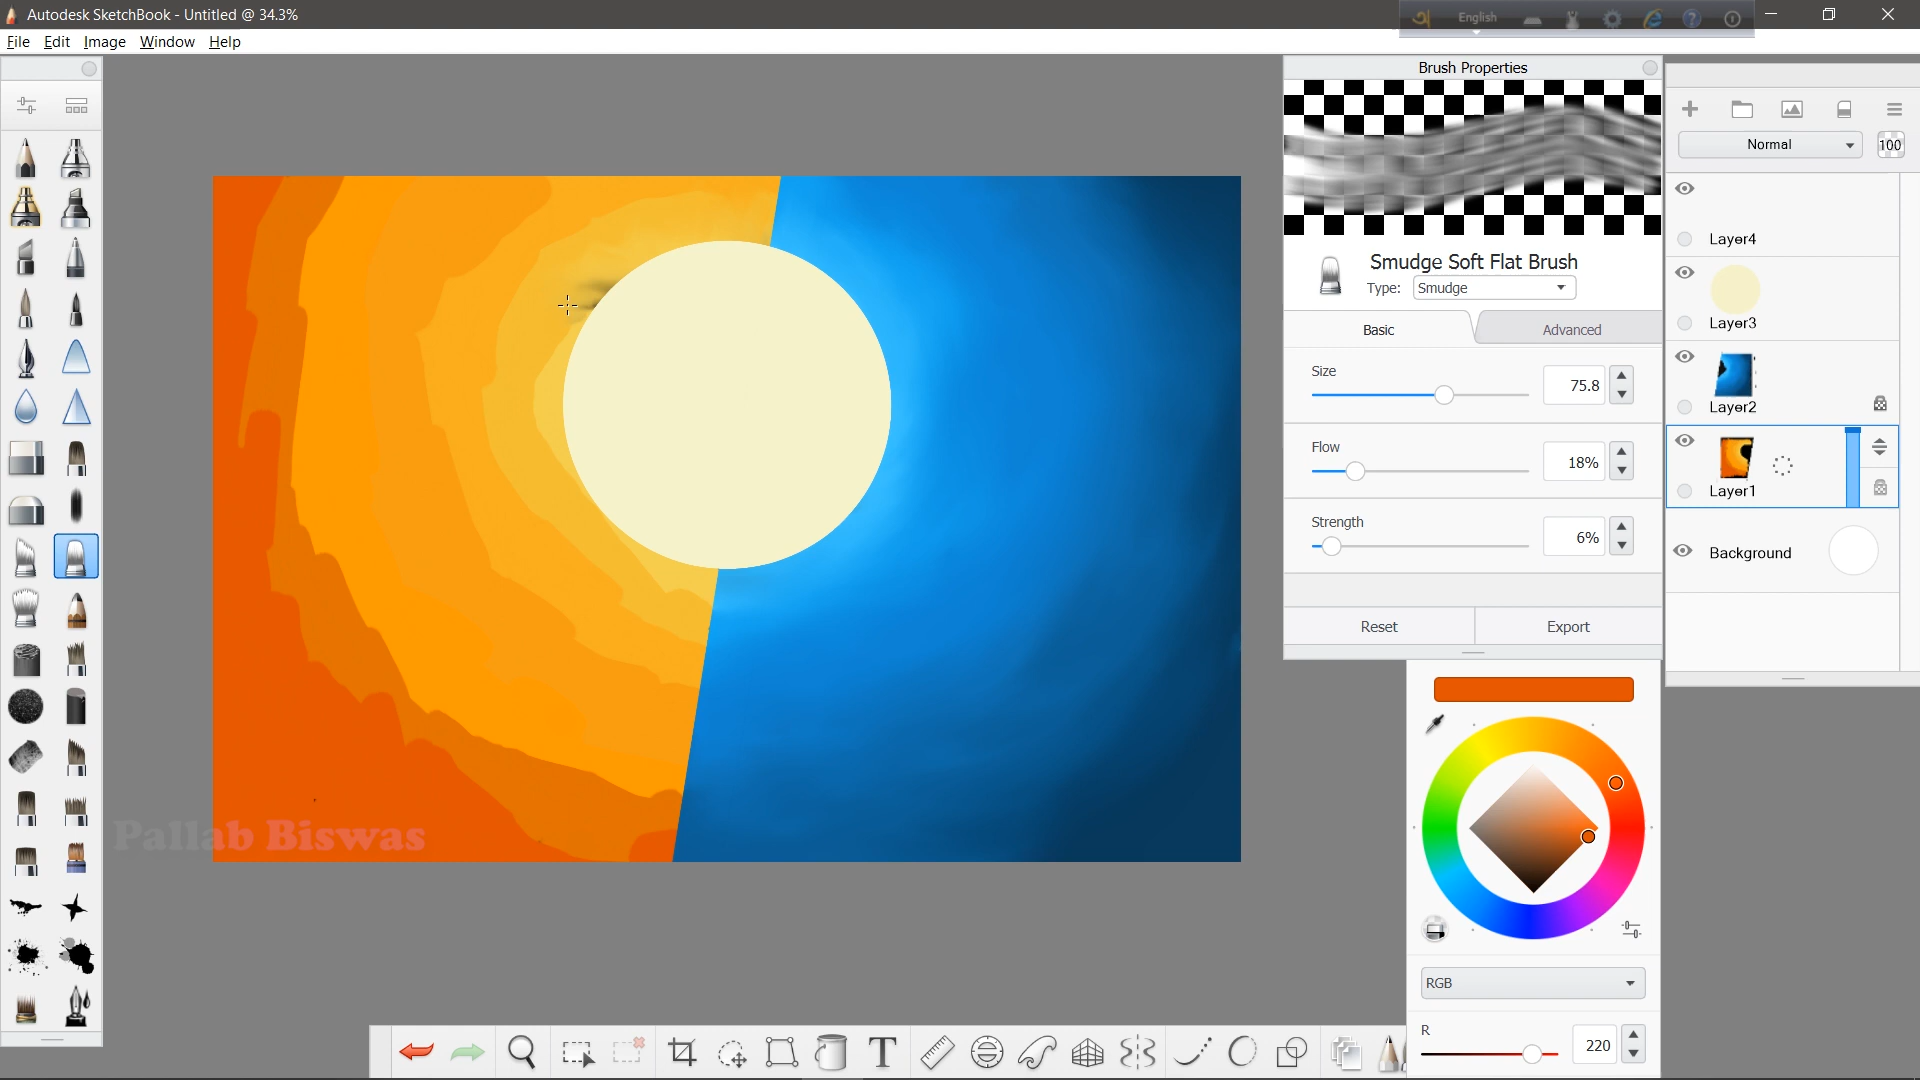 Autodesk SketchBook - Untitled @ 34.3%
English
File Edit Image Window Help
Brush Properties
Normal
100
Layer4
Smudge Soft Flat Brush
Type: Smudge
Layer3
Basic Advanced
Size
75.8
Layer2
Flow
18%
Layer1
Strength
6%
Background
Reset Export
Pallab Biswas
RGB
R
220
T